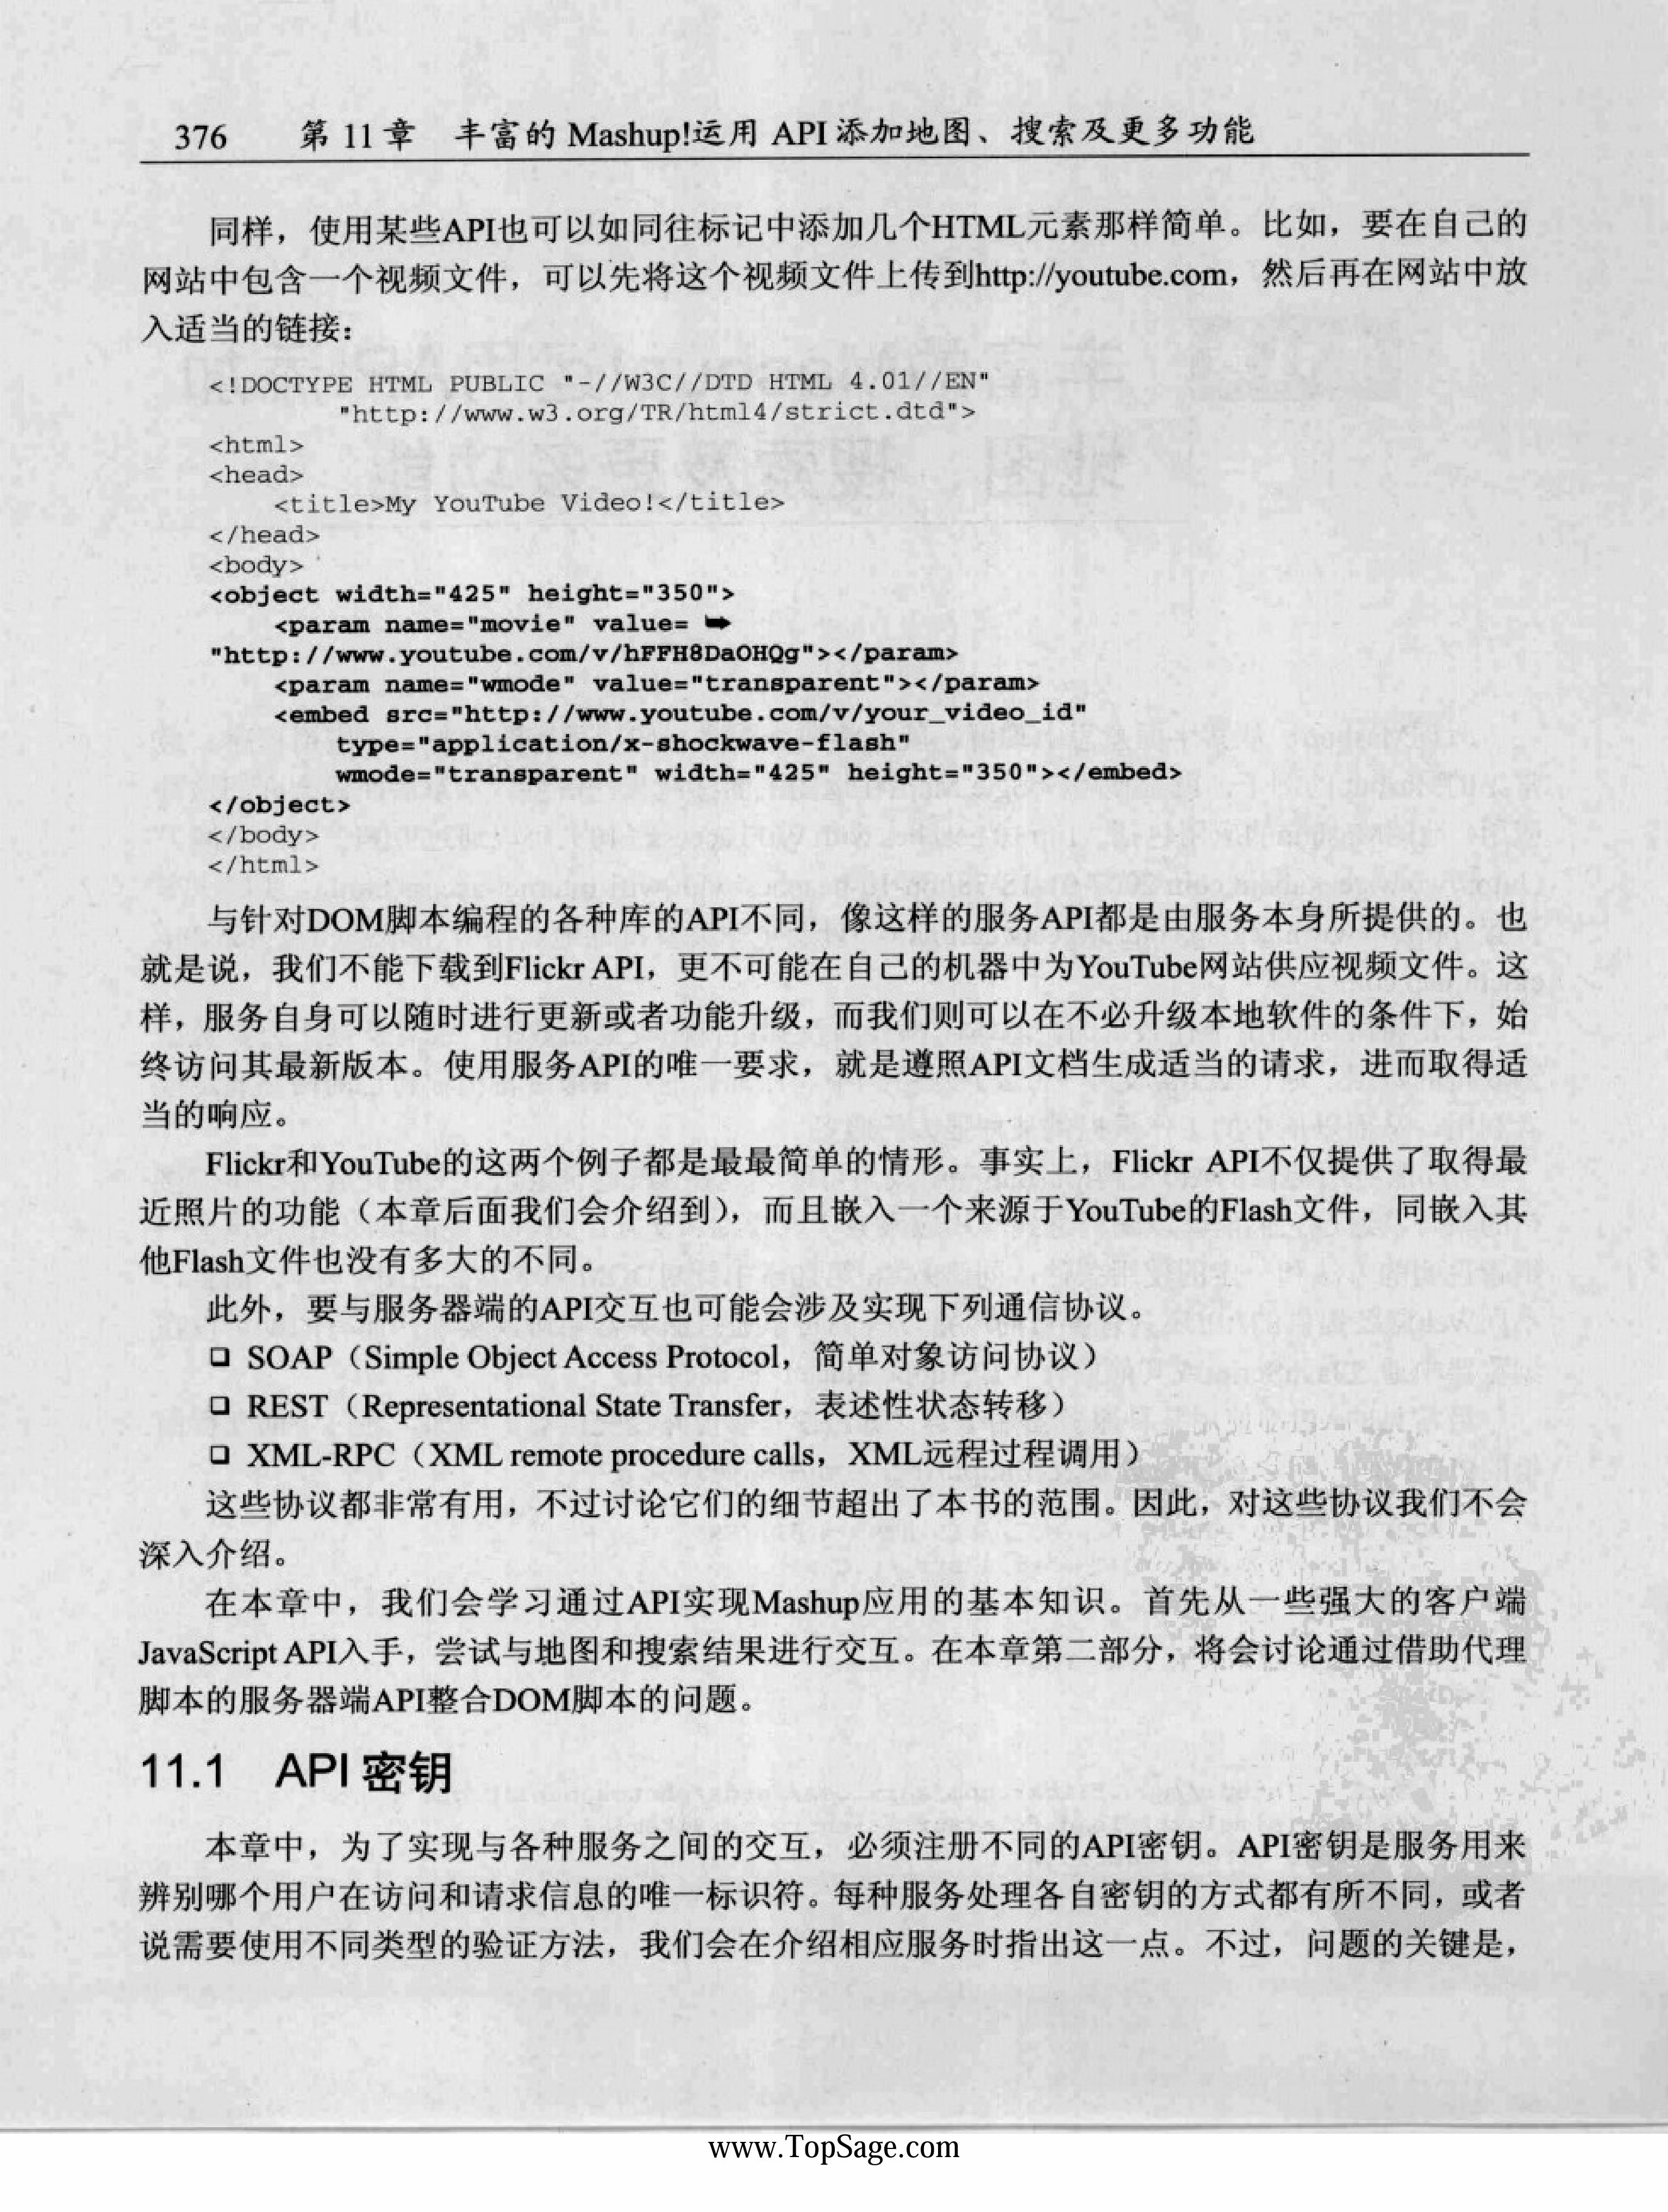 376 第 11 章 丰富的 Mashup!运用 API 添加地图、搜索及更多功能
同样，使用某些API也可以如同往标记中添加几个HTML元素那样简单。比如，要在自己的
网站中包含一个视频文件，可以先将这个视频文件上传到http://youtube.com，然后再在网站中放
入适当的链接：
<!DOCTYPE HTML PUBLIC "-//W3C//DTD HTML 4.01//EN"
"http://www.w3.org/TR/html4/strict.dtd">
<html>
<head>
<title>My YouTube Video!</title>
</head>
<body>
<object width="425" height="350">
<param name="movie" value= ➥
"http://www.youtube.com/v/hFFH8DaOHQg"></param>
<param name="wmode" value="transparent"></param>
<embed src="http://www.youtube.com/v/your_video_id"
type="application/x-shockwave-flash"
wmode="transparent" width="425" height="350"></embed>
</object>
</body>
</html>
与针对DOM脚本编程的各种库的API不同，像这样的服务API都是由服务本身所提供的。也
就是说，我们不能下载到Flickr API，更不可能在自己的机器中为YouTube网站供应视频文件。这
样，服务自身可以随时进行更新或者功能升级，而我们则可以在不必升级本地软件的条件下，始
终访问其最新版本。使用服务API的唯一要求，就是遵照API文档生成适当的请求，进而取得适
当的响应。
Flickr和YouTube的这两个例子都是最最简单的情形。事实上，Flickr API不仅提供了取得最
近照片的功能（本章后面我们会介绍到），而且嵌入一个来源于YouTube的Flash文件，同嵌入其
他Flash文件也没有多大的不同。
此外，要与服务器端的API交互也可能会涉及实现下列通信协议。
❑ SOAP（Simple Object Access Protocol，简单对象访问协议）
❑ REST（Representational State Transfer，表述性状态转移）
❑ XML-RPC（XML remote procedure calls，XML远程过程调用）
这些协议都非常有用，不过讨论它们的细节超出了本书的范围。因此，对这些协议我们不会
深入介绍。
在本章中，我们会学习通过API实现Mashup应用的基本知识。首先从一些强大的客户端
JavaScript API入手，尝试与地图和搜索结果进行交互。在本章第二部分，将会讨论通过借助代理
脚本的服务器端API整合DOM脚本的问题。
11.1 API 密钥
本章中，为了实现与各种服务之间的交互，必须注册不同的API密钥。API密钥是服务用来
辨别哪个用户在访问和请求信息的唯一标识符。每种服务处理各自密钥的方式都有所不同，或者
说需要使用不同类型的验证方法，我们会在介绍相应服务时指出这一点。不过，问题的关键是，
www.TopSage.com